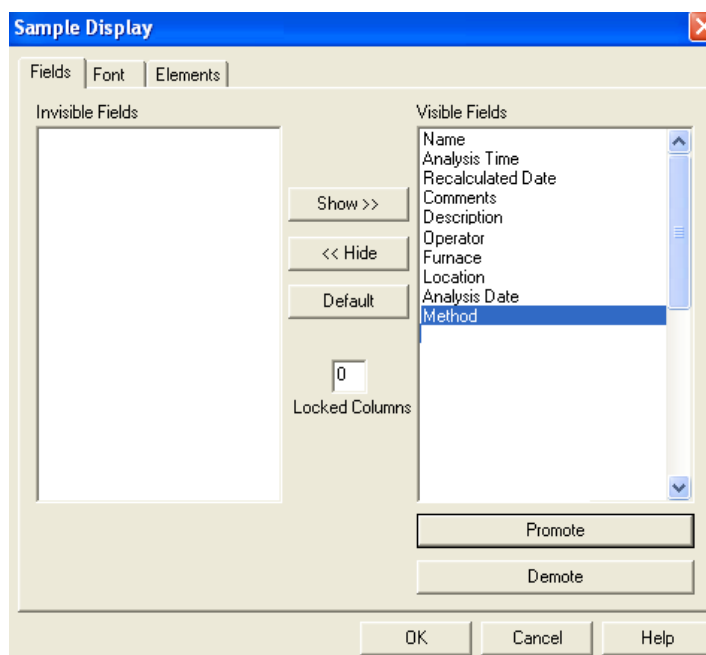 Sample Display
Fields Font Elements
Invisible Fields
Visible Fields
Name
Analysis Time
Recalculated Date
Comments
Description
Operator
Furnace
Location
Analysis Date
Method
Show >>
<< Hide
Default
0
Locked Columns
Promote
Demote
OK Cancel Help